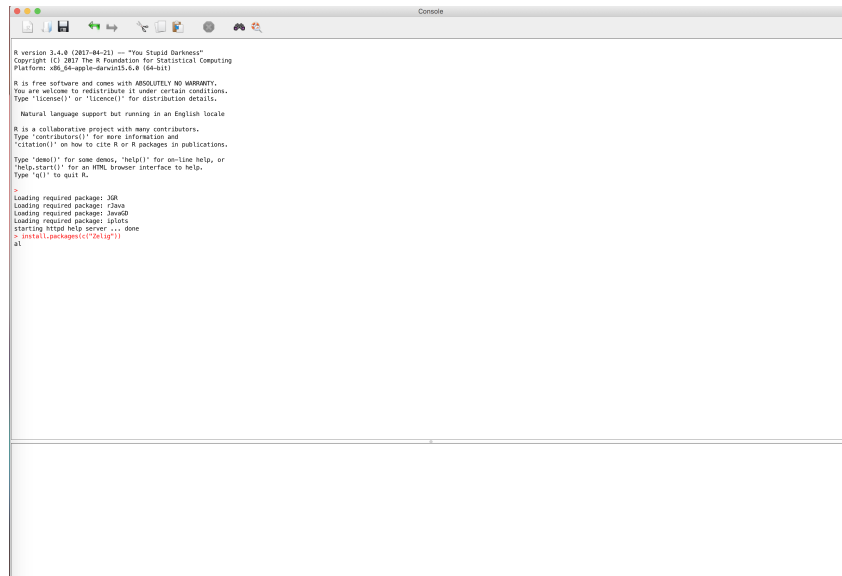 Console
R version 3.4.0 (2017-04-21) -- "You Stupid Darkness"
Copyright (C) 2017 The R Foundation for Statistical Computing
Platform: x86_64-apple-darwin15.6.0 (64-bit)
R is free software and comes with ABSOLUTELY NO WARRANTY.
You are welcome to redistribute it under certain conditions.
Type 'license()' or 'licence()' for distribution details.
Natural language support but running in an English locale
R is a collaborative project with many contributors.
Type 'contributors()' for more information and
'citation()' on how to cite R or R packages in publications.
Type 'demo()' for some demos, 'help()' for on-line help, or
'help.start()' for an HTML browser interface to help.
Type 'q()' to quit R.
>
Loading required package: JGR
Loading required package: rJava
Loading required package: JavaGD
Loading required package: iplots
starting httpd help server ... done
> install.packages(c("Zelig"))
al